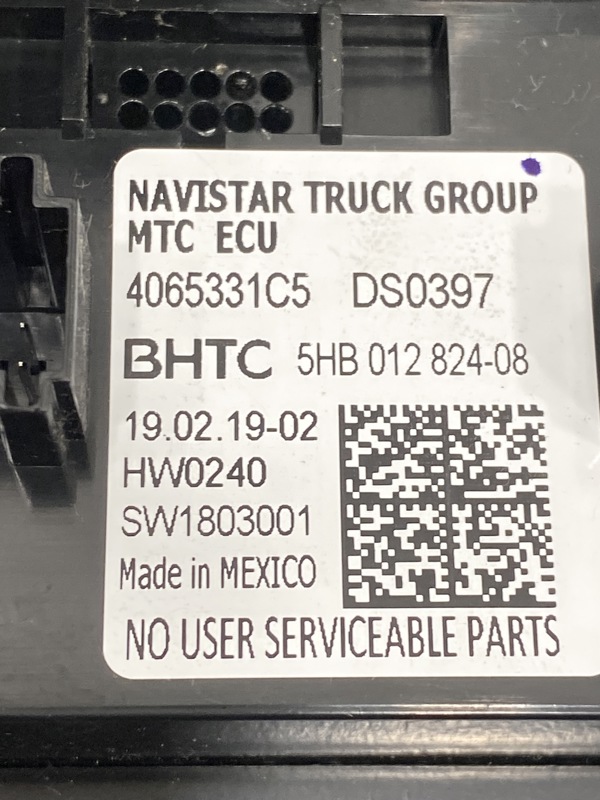 NAVISTAR TRUCK GROUP
MTC ECU
4065331C5 DS0397
BHTC 5HB 012 824-08
19.02.19-02
HW0240
SW1803001
Made in MEXICO
NO USER SERVICEABLE PARTS